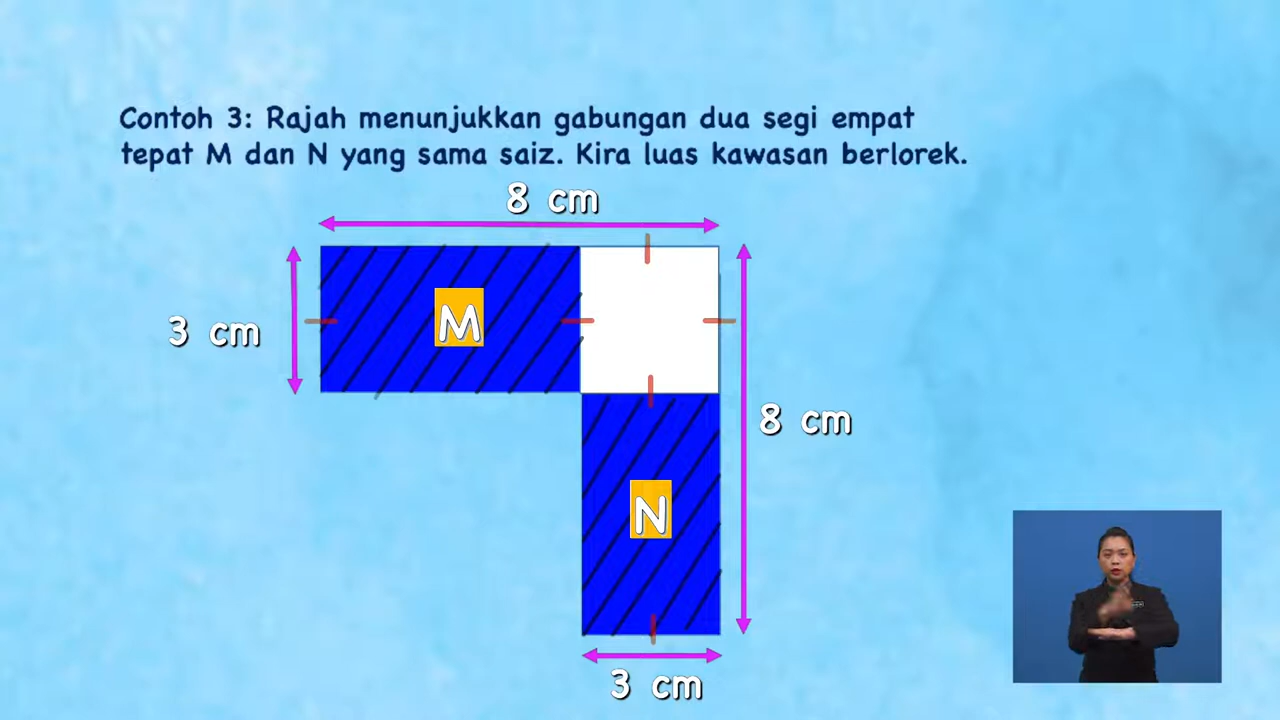 Contoh 3: Rajah menunjukkan gabungan dua segi empat
tepat M dan N yang sama saiz. Kira luas kawasan berlorek.
8 cm
3 cm
M
8 cm
N
3 cm